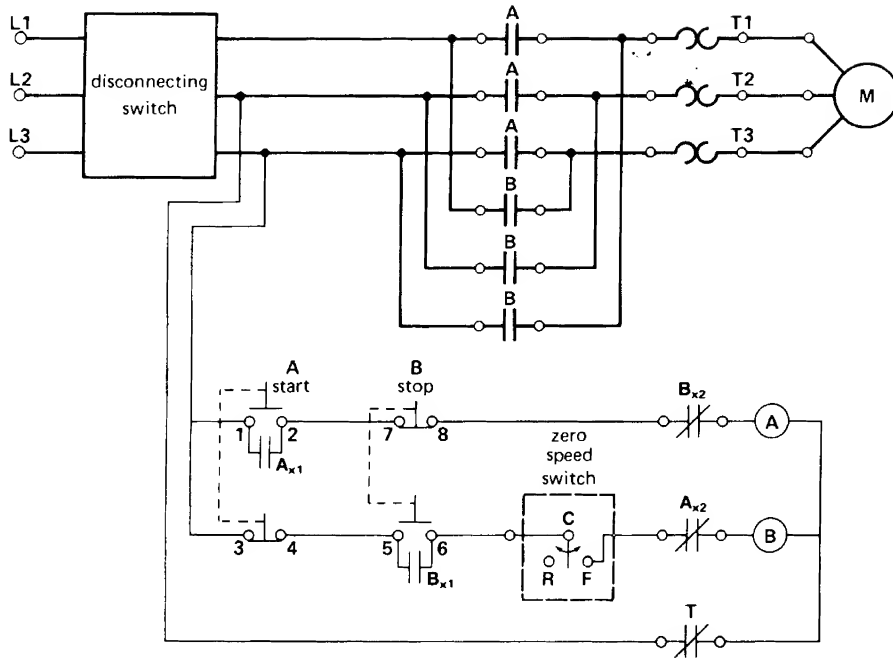 L1
A
T1
L2
disconnecting
switch
A
T2
M
L3
A
T3
B
B
B
A
start
B
stop
Bx2
1
2
7
8
A
Ax1
zero
speed
switch
3
4
5
6
C
Ax2
B
Bx1
R
F
T